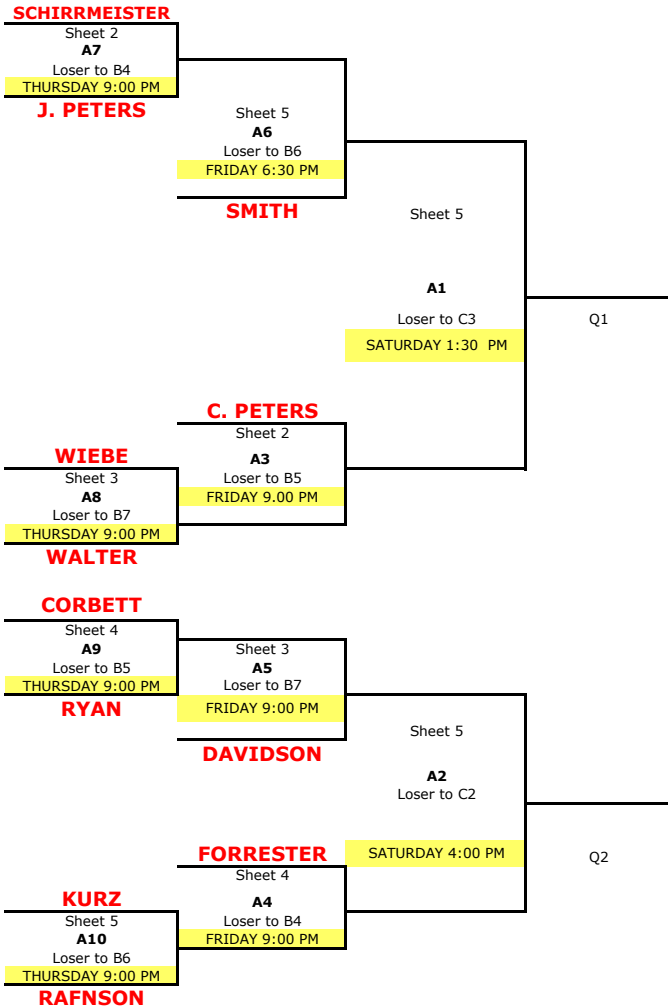 SCHIRRMEISTER
Sheet 2
A7
Loser to B4
THURSDAY 9:00 PM
J. PETERS
Sheet 5
A6
Loser to B6
FRIDAY 6:30 PM
SMITH
Sheet 5
A1
Loser to C3
SATURDAY 1:30 PM
Q1
C. PETERS
Sheet 2
A3
Loser to B5
FRIDAY 9.00 PM
WIEBE
Sheet 3
A8
Loser to B7
THURSDAY 9:00 PM
WALTER
CORBETT
Sheet 4
A9
Loser to B5
THURSDAY 9:00 PM
RYAN
Sheet 3
A5
Loser to B7
FRIDAY 9:00 PM
DAVIDSON
Sheet 5
A2
Loser to C2
SATURDAY 4:00 PM
Q2
FORRESTER
Sheet 4
A4
Loser to B4
FRIDAY 9:00 PM
KURZ
Sheet 5
A10
Loser to B6
THURSDAY 9:00 PM
RAFNSON